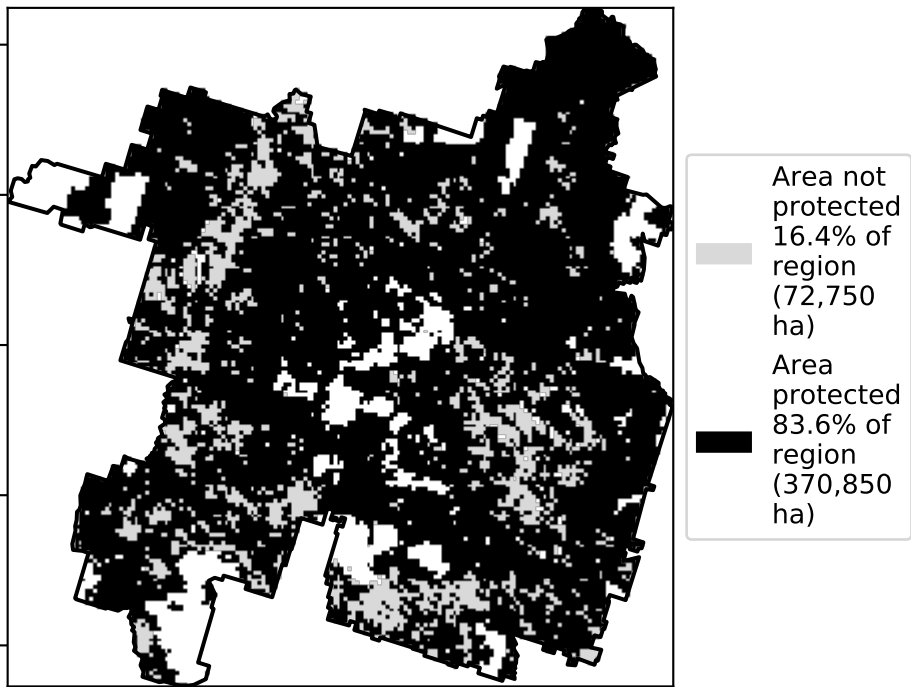 Area not
protected
16.4% of
region
(72,750
ha)
Area
protected
83.6% of
region
(370,850
ha)